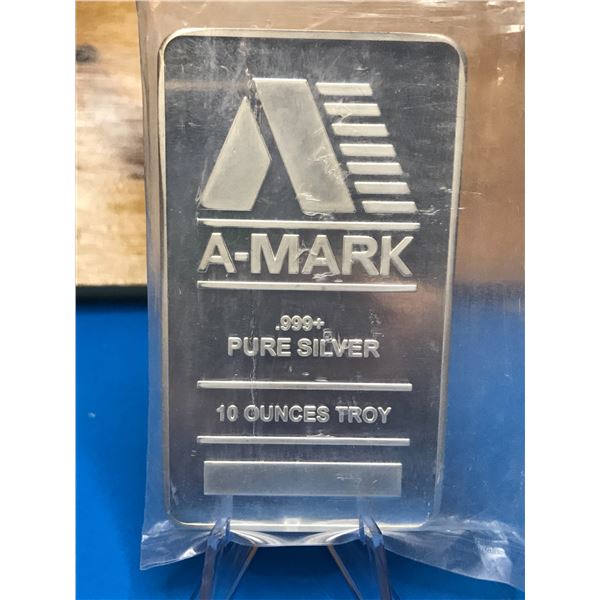 A-MARK
.999+
PURE SILVER
10 OUNCES TROY